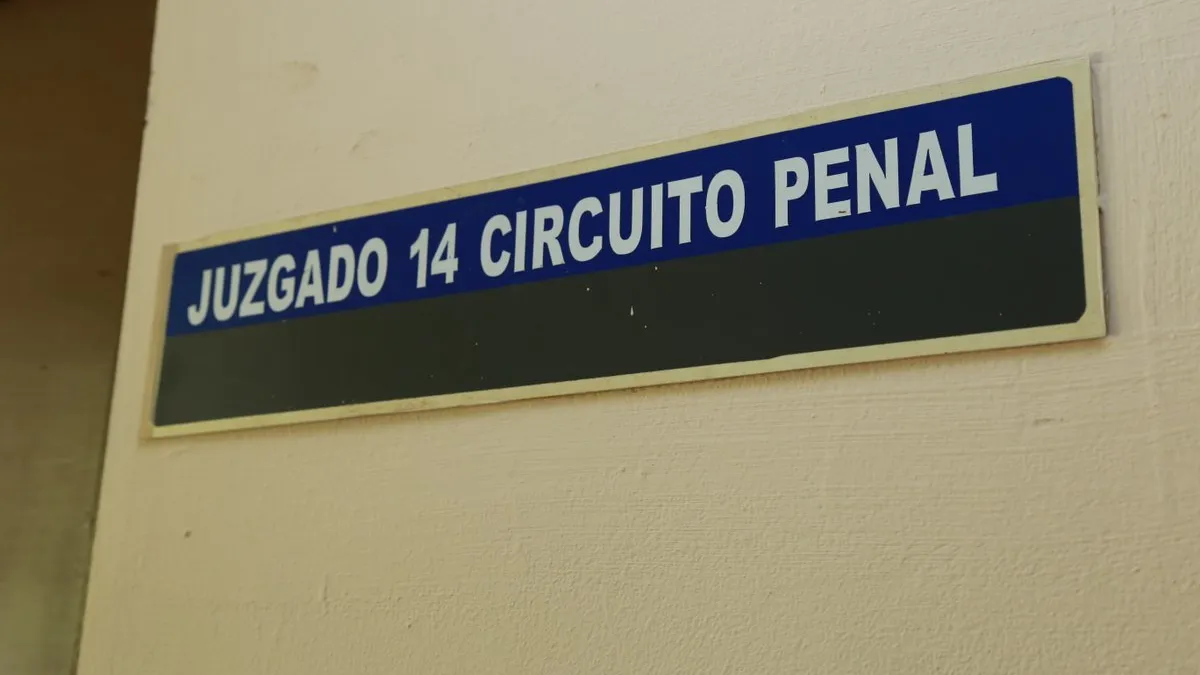 JUZGADO 14 CIRCUITO PENAL